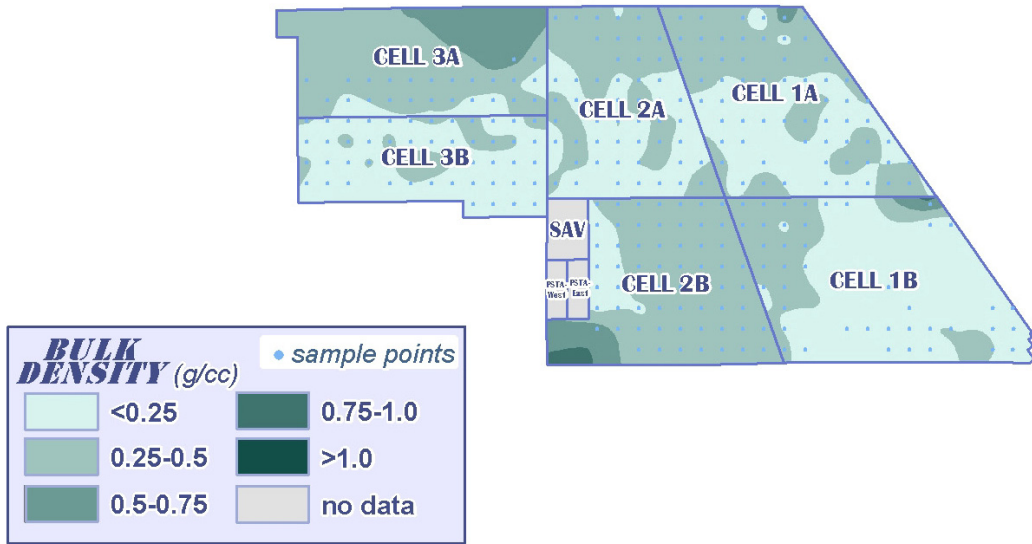 CELL 3A
CELL 2A
CELL 1A
CELL 3B
SAV
PSTA-
West
PSTA-
East
CELL 2B
CELL 1B
BULK
DENSITY (g/cc)
sample points
<0.25
0.75-1.0
0.25-0.5
>1.0
0.5-0.75
no data